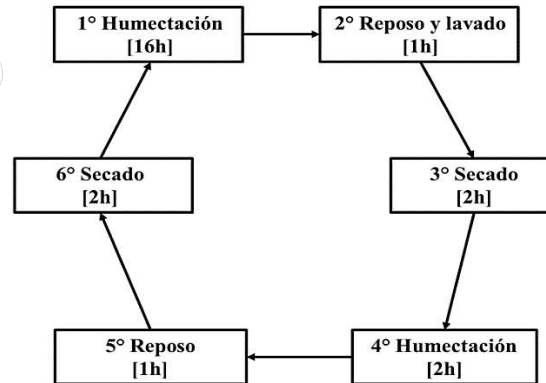 1° Humectación
[16h]
2° Reposo y lavado
[1h]
3° Secado
[2h]
4° Humectación
[2h]
5° Reposo
[1h]
6° Secado
[2h]